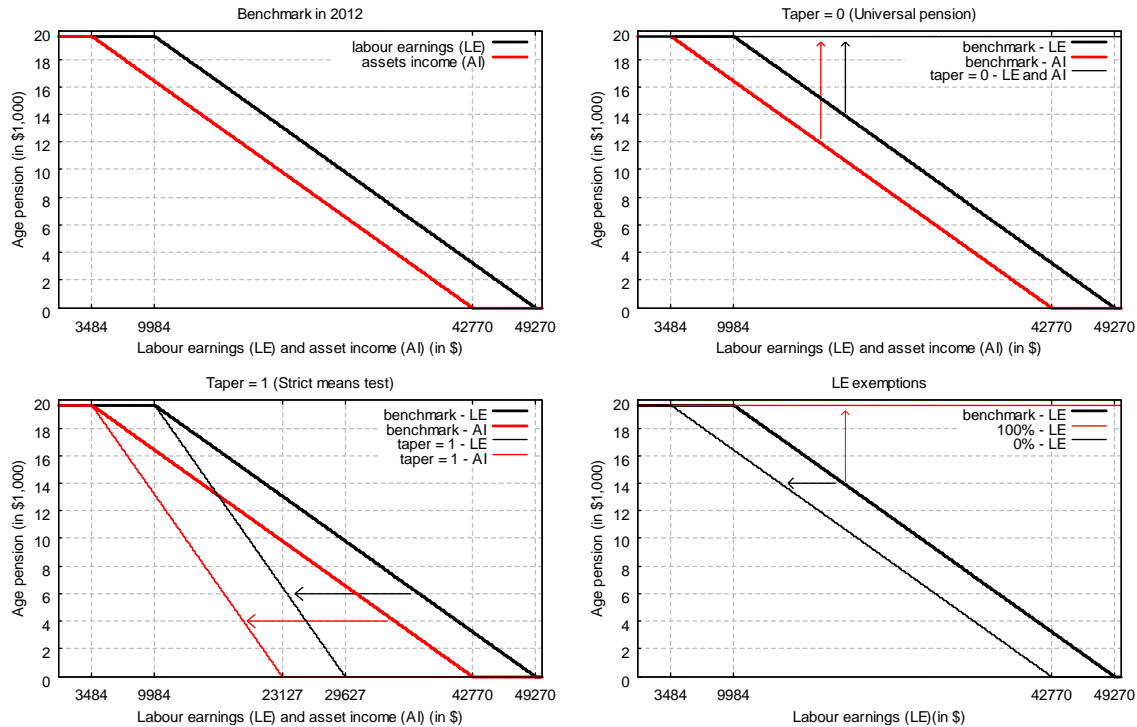 Benchmark in 2012
20
18
16
14
12
10
8
6
4
2
0
Age pension (in $1,000)
labour earnings (LE)
assets income (AI)
3484 9984 42770 49270
Labour earnings (LE) and asset income (AI) (in $)
Taper = 0 (Universal pension)
20
18
16
14
12
10
8
6
4
2
0
Age pension (in $1,000)
benchmark - LE
benchmark - AI
taper = 0 - LE and AI
3484 9984 42770 49270
Labour earnings (LE) and asset income (AI) (in $)
Taper = 1 (Strict means test)
20
18
16
14
12
10
8
6
4
2
0
Age pension (in $1,000)
benchmark - LE
benchmark - AI
taper = 1 - LE
taper = 1 - AI
3484 9984 23127 29627 42770 49270
Labour earnings (LE) and asset income (AI) (in $)
LE exemptions
20
18
16
14
12
10
8
6
4
2
0
Age pension (in $1,000)
benchmark - LE
100% - LE
0% - LE
3484 9984 42770 49270
Labour earnings (LE)(in $)